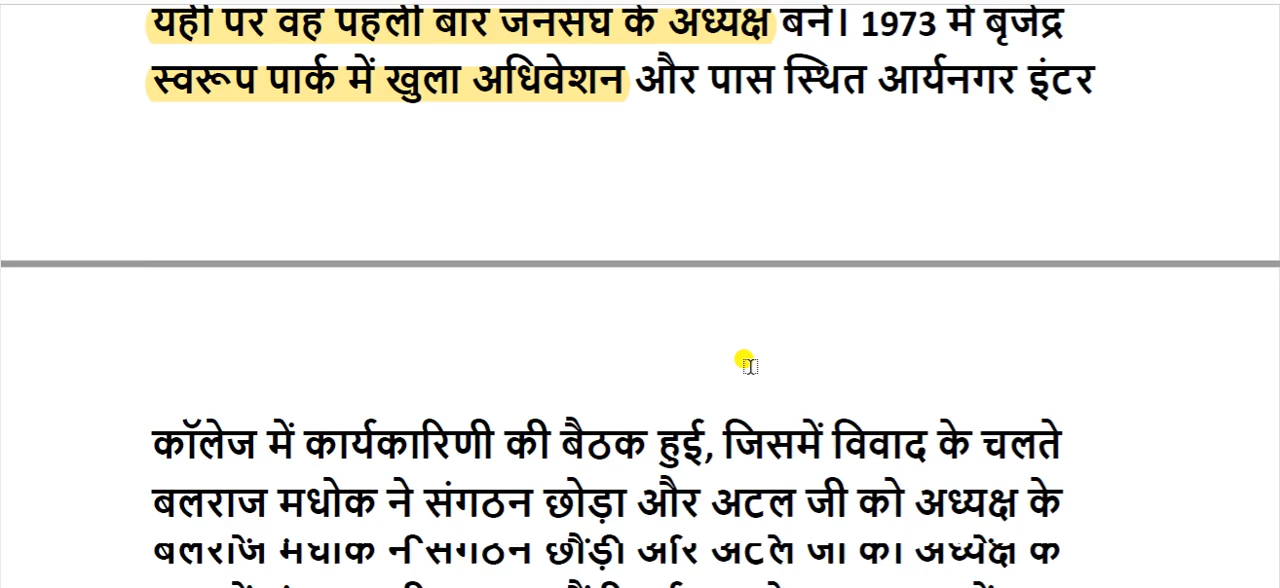 यहीं पर वह पहली बार जनसंघ के अध्यक्ष बने। 1973 में बृजेंद्र
स्वरूप पार्क में खुला अधिवेशन और पास स्थित आर्यनगर इंटर
कॉलेज में कार्यकारिणी की बैठक हुई, जिसमें विवाद के चलते
बलराज मधोक ने संगठन छोड़ा और अटल जी को अध्यक्ष के